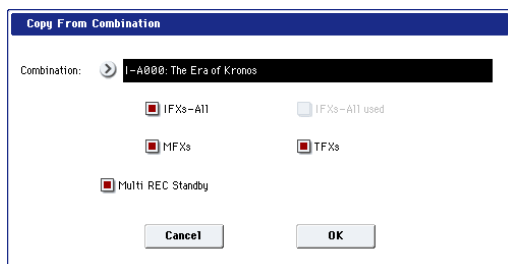 Copy From Combination
Combination: I-A000: The Era of Kronos
IFXs-All IFXs-All used
MFXs TFXs
Multi REC Standby
Cancel OK